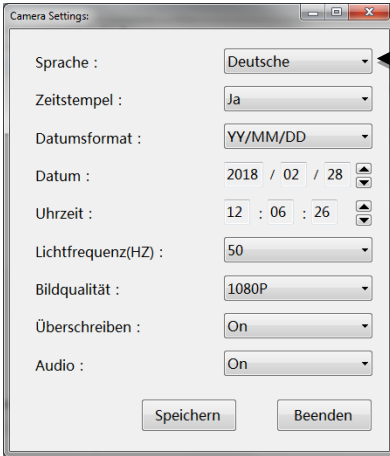 Camera Settings:
Sprache : Deutsche
Zeitstempel : Ja
Datumsformat : YY/MM/DD
Datum : 2018 / 02 / 28
Uhrzeit : 12 : 06 : 26
Lichtfrequenz(HZ) : 50
Bildqualität : 1080P
Überschreiben : On
Audio : On
Speichern Beenden